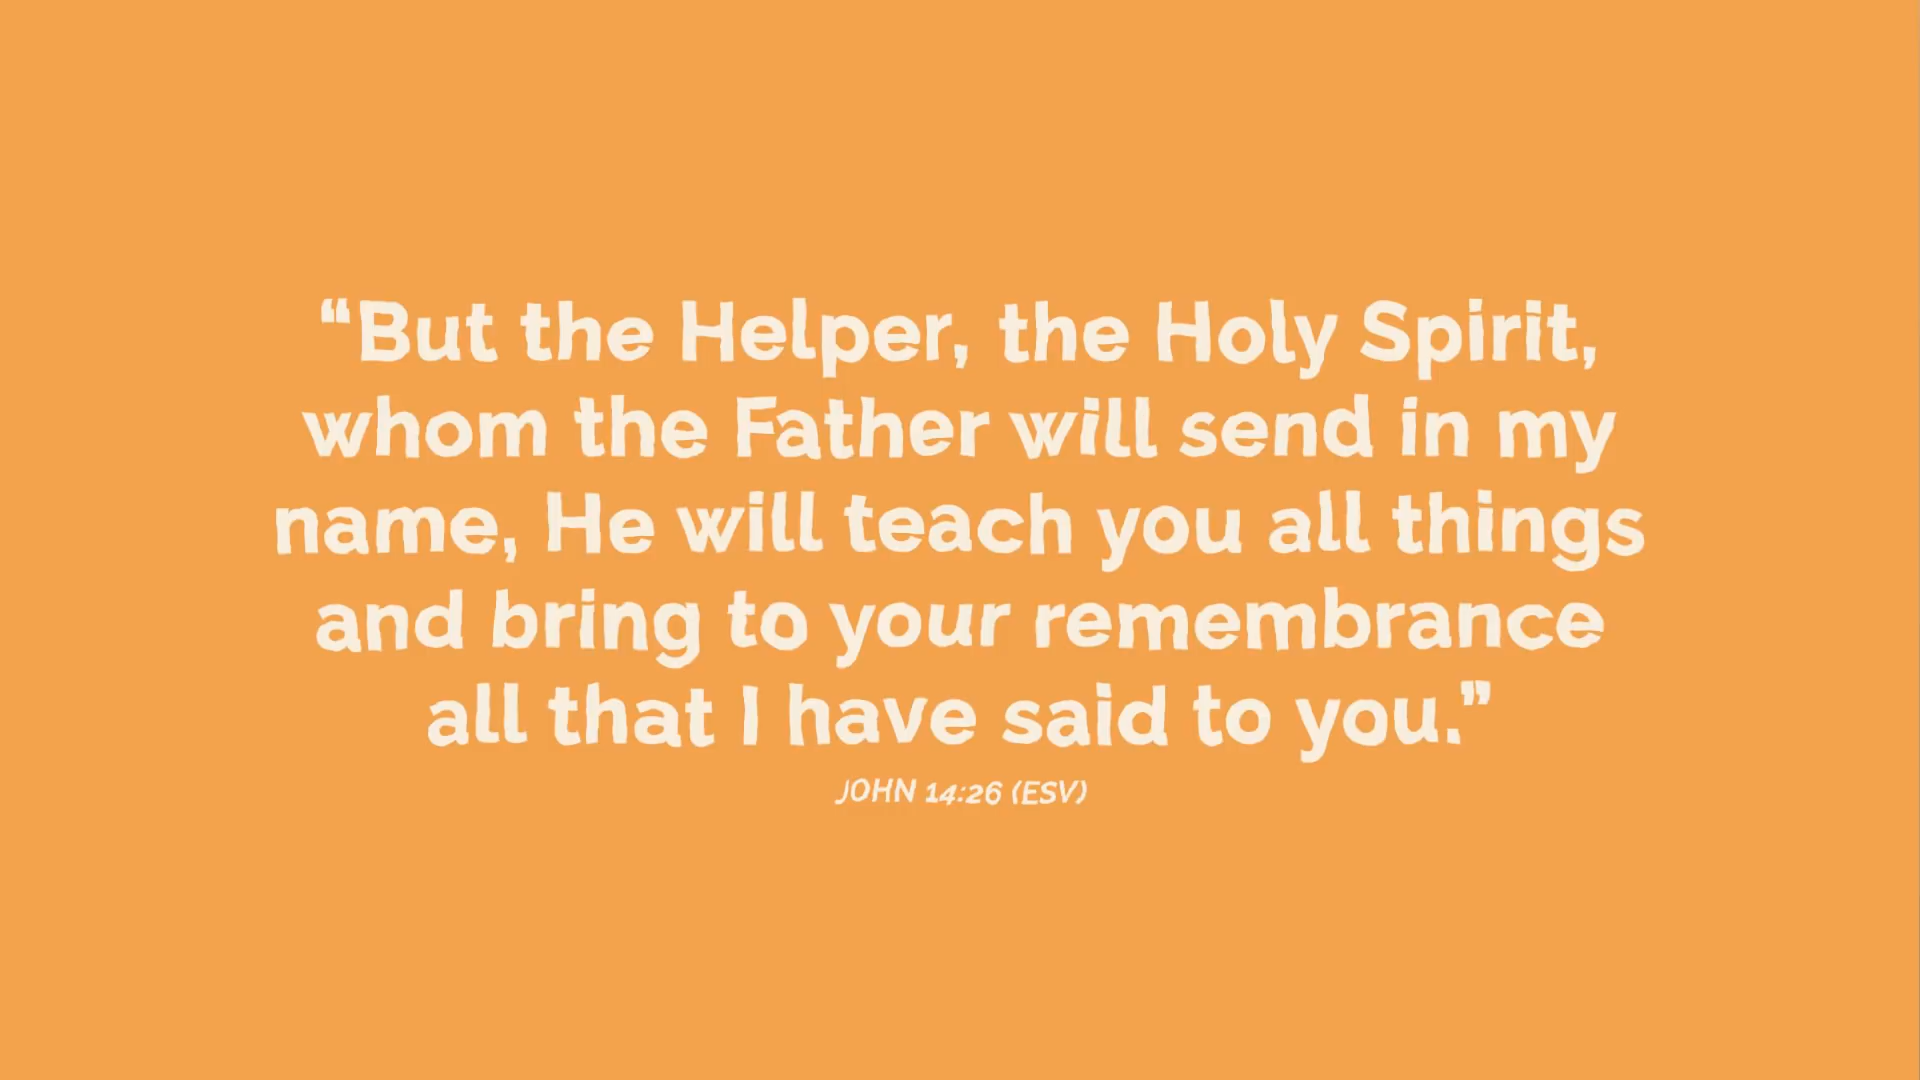 “But the Helper, the Holy Spirit,
whom the Father will send in my
name, He will teach you all things
and bring to your remembrance
all that I have said to you.”
JOHN 14:26 (ESV)